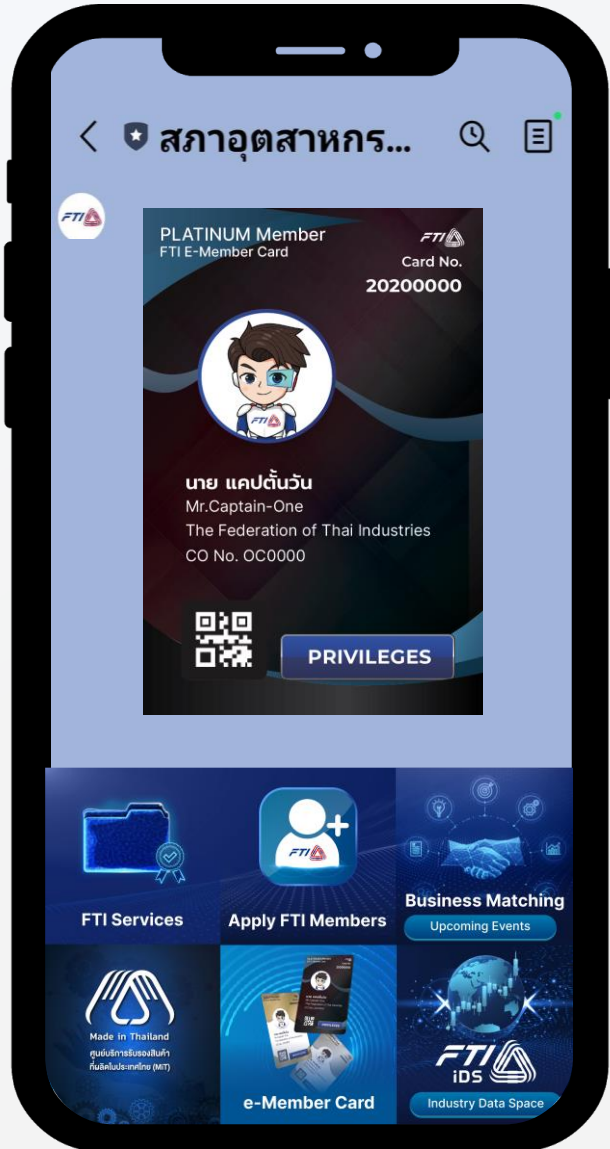 สภาอุตสาหกร...
FTI
PLATINUM Member
FTI E-Member Card
FTI
Card No.
20200000
FTI
นาย แคปตั้นวัน
Mr.Captain-One
The Federation of Thai Industries
CO No. OC0000
PRIVILEGES
FTI
FTI Services
Apply FTI Members
Business Matching
Upcoming Events
Made in Thailand
ศูนย์บริการรับรองสินค้า
ที่ผลิตในประเทศไทย (MiT)
e-Member Card
FTI
iDS
Industry Data Space